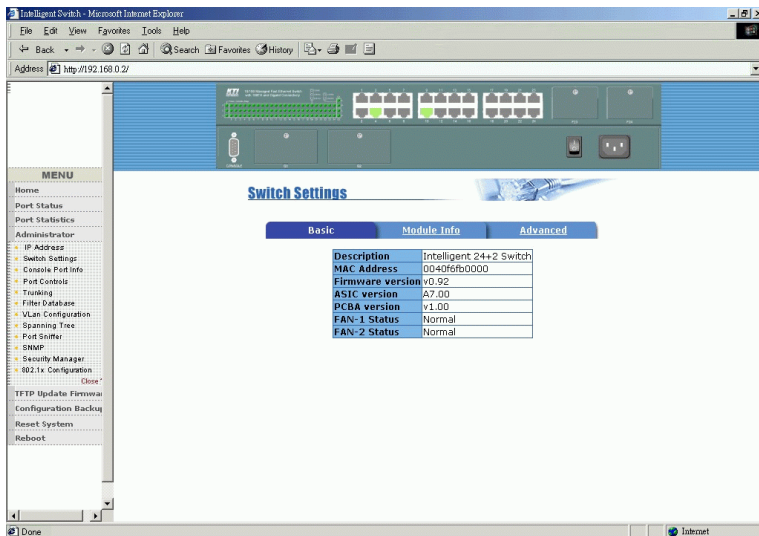 Intelligent Switch - Microsoft Internet Explorer
File Edit View Favorites Tools Help
Back Search Favorites History
Address http://192.168.0.2/
MENU
Home
Port Status
Port Statistics
Administrator
IP Address
Switch Settings
Console Port Info
Port Controls
Trunking
Filter Database
VLan Configuration
Spanning Tree
Port Sniffer
SNMP
Security Manager
802.1x Configuration
Close
TFTP Update Firmwa
Configuration Backup
Reset System
Reboot
Switch Settings
Basic Module Info Advanced
Description Intelligent 24+2 Switch
MAC Address 0040f6fb0000
Firmware version v0.92
ASIC version A7.00
PCBA version v1.00
FAN-1 Status Normal
FAN-2 Status Normal
Done Internet